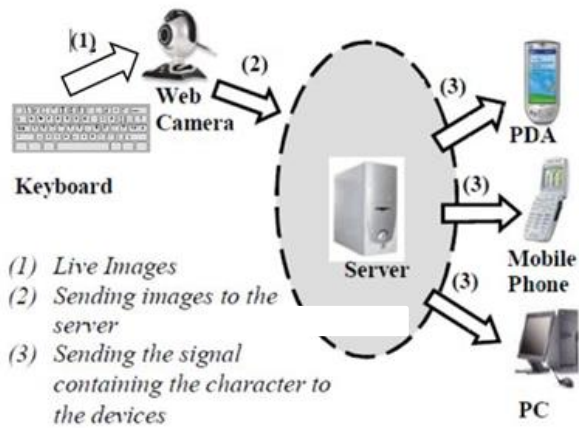 (1)
(2)
Web
Camera
Keyboard
(3)
PDA
(3)
Server
Mobile
Phone
(3)
PC
(1) Live Images
(2) Sending images to the
server
(3) Sending the signal
containing the character to
the devices